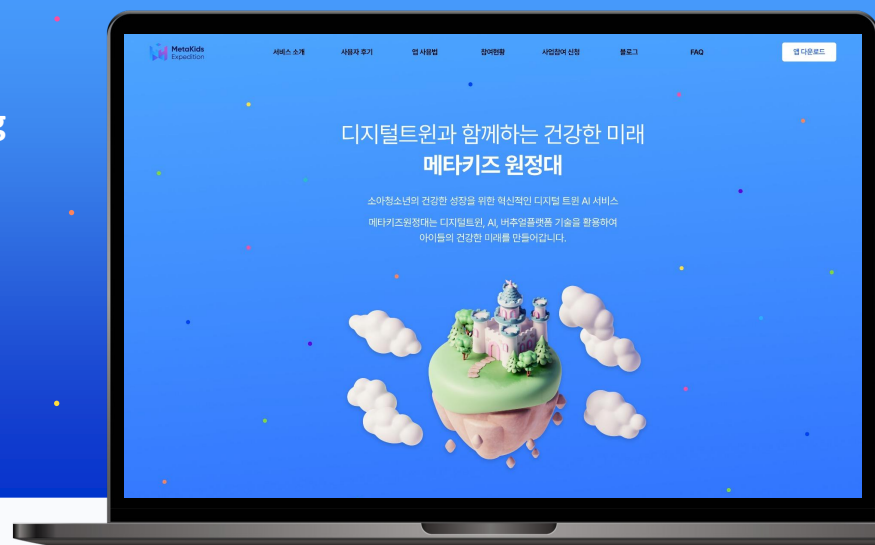 g
MetaKids
Expedition
서비스 소개
사용자 후기
앱 사용법
참여현황
사업참여 신청
블로그
FAQ
앱 다운로드
디지털트윈과 함께하는 건강한 미래
메타키즈 원정대
소아청소년의 건강한 성장을 위한 혁신적인 디지털 트윈 AI 서비스
메타키즈원정대는 디지털트윈, AI, 버추얼플랫폼 기술을 활용하여
아이들의 건강한 미래를 만들어갑니다.